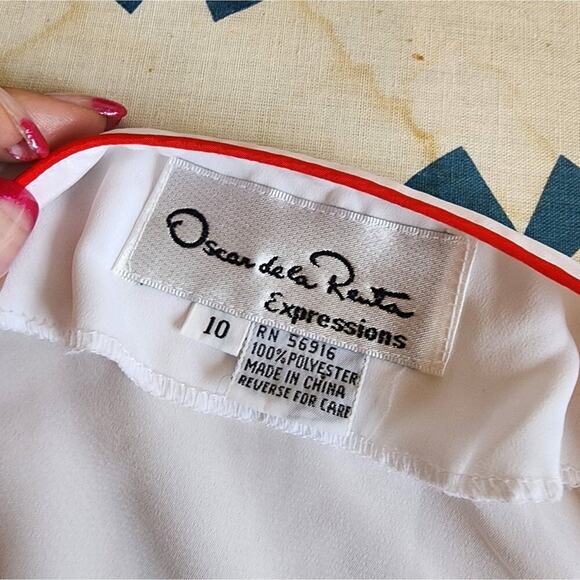 Oscar de la Renta
Expressions
10
RN 56916
100% POLYESTER
MADE IN CHINA
REVERSE FOR CARE